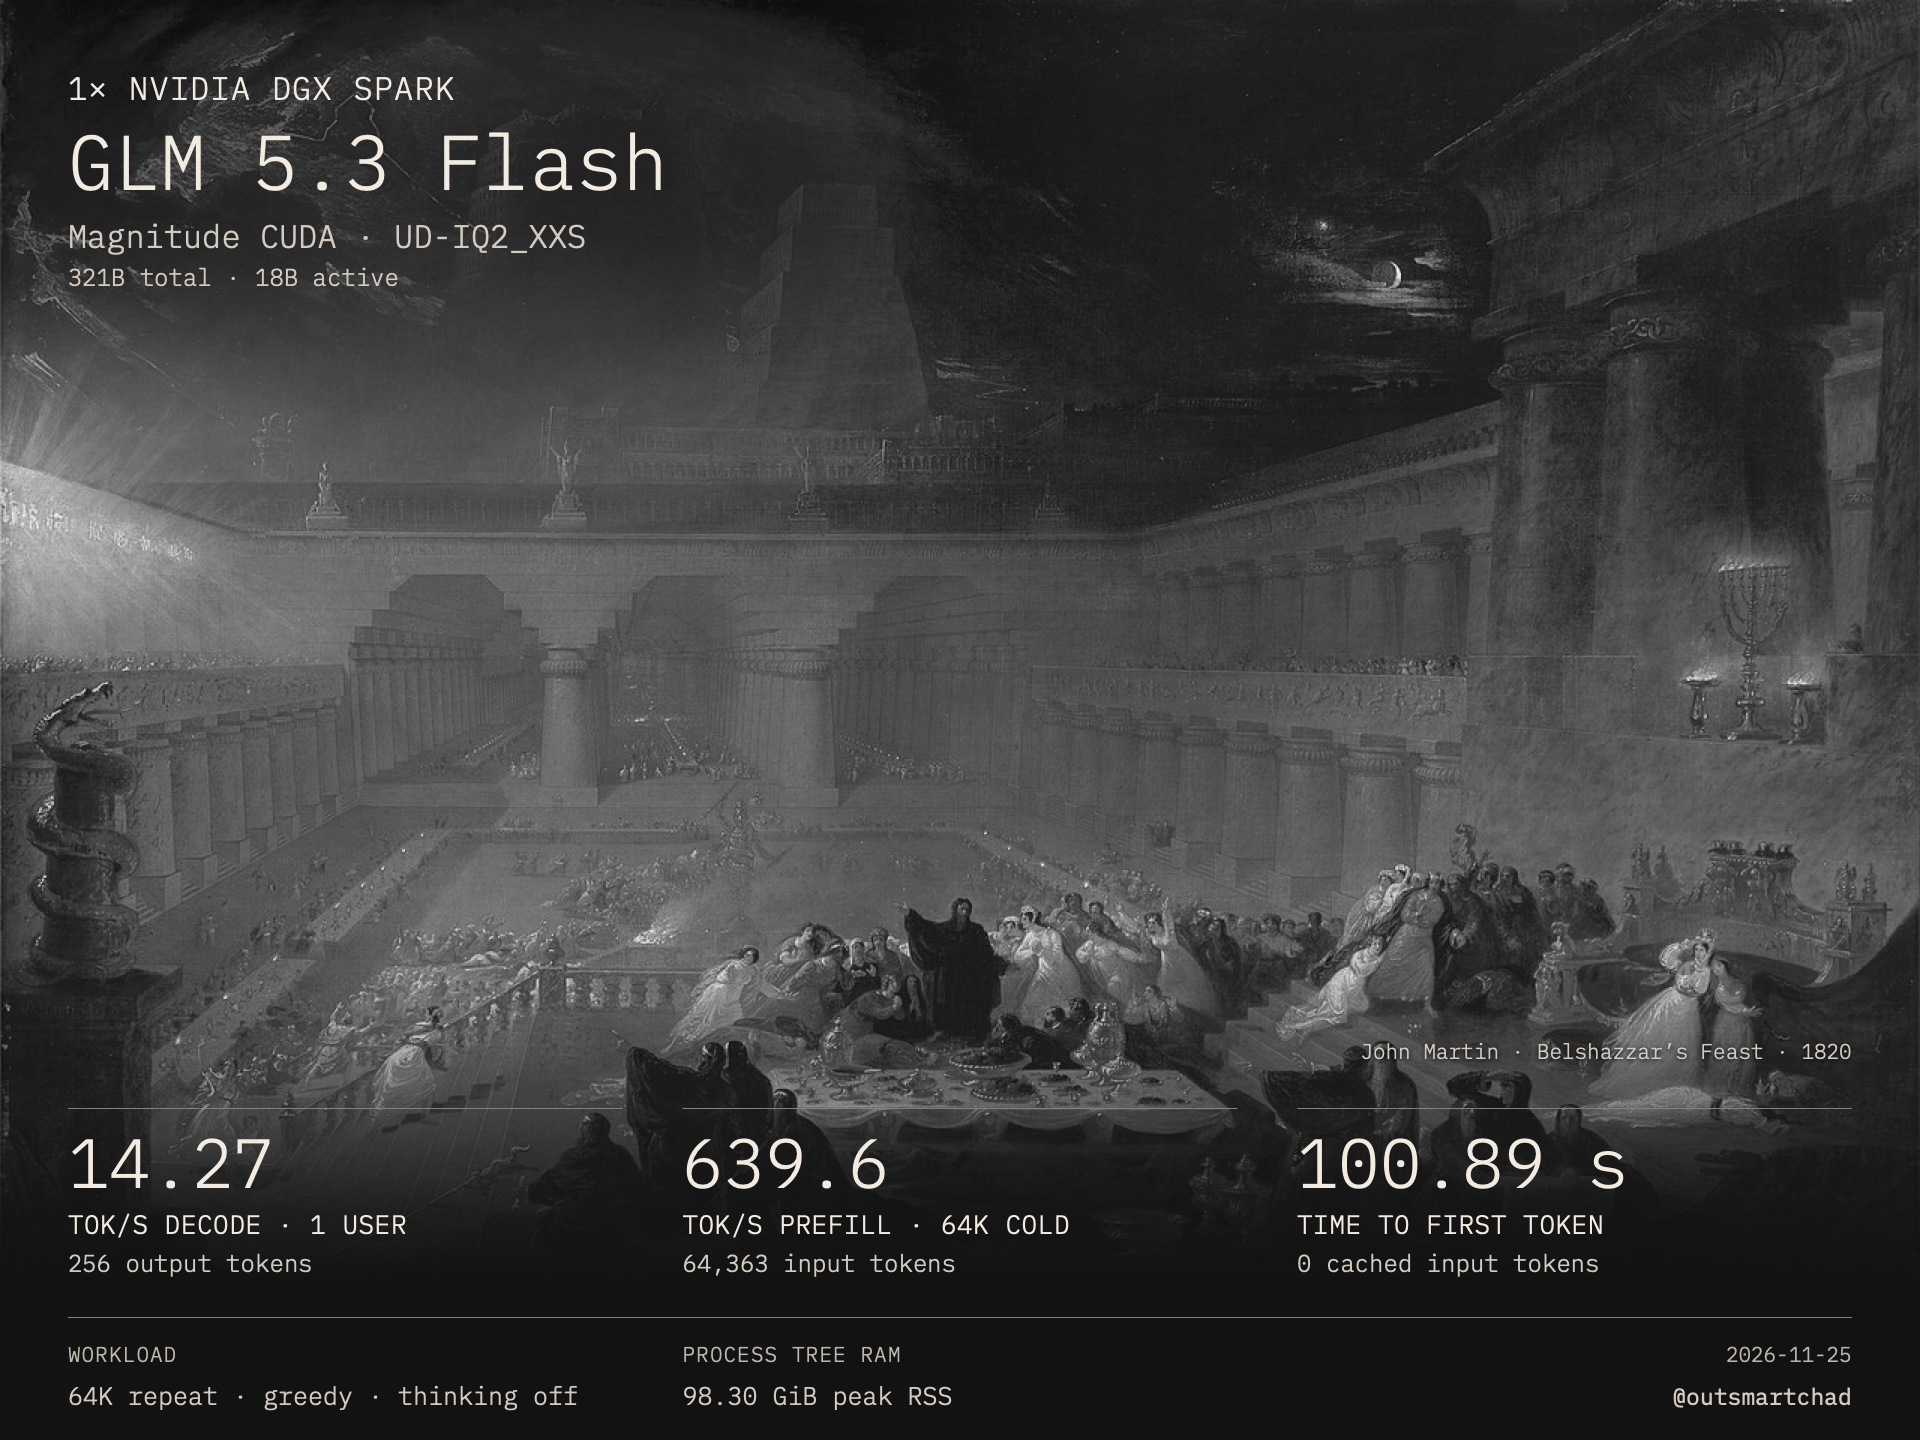 1× NVIDIA DGX SPARK
GLM 5.3 Flash
Magnitude CUDA · UD-IQ2_XXS
321B total · 18B active
John Martin · Belshazzar’s Feast · 1820
14.27
TOK/S DECODE · 1 USER
256 output tokens
639.6
TOK/S PREFILL · 64K COLD
64,363 input tokens
100.89 s
TIME TO FIRST TOKEN
0 cached input tokens
WORKLOAD
64K repeat · greedy · thinking off
PROCESS TREE RAM
98.30 GiB peak RSS
2026-11-25
@outsmartchad